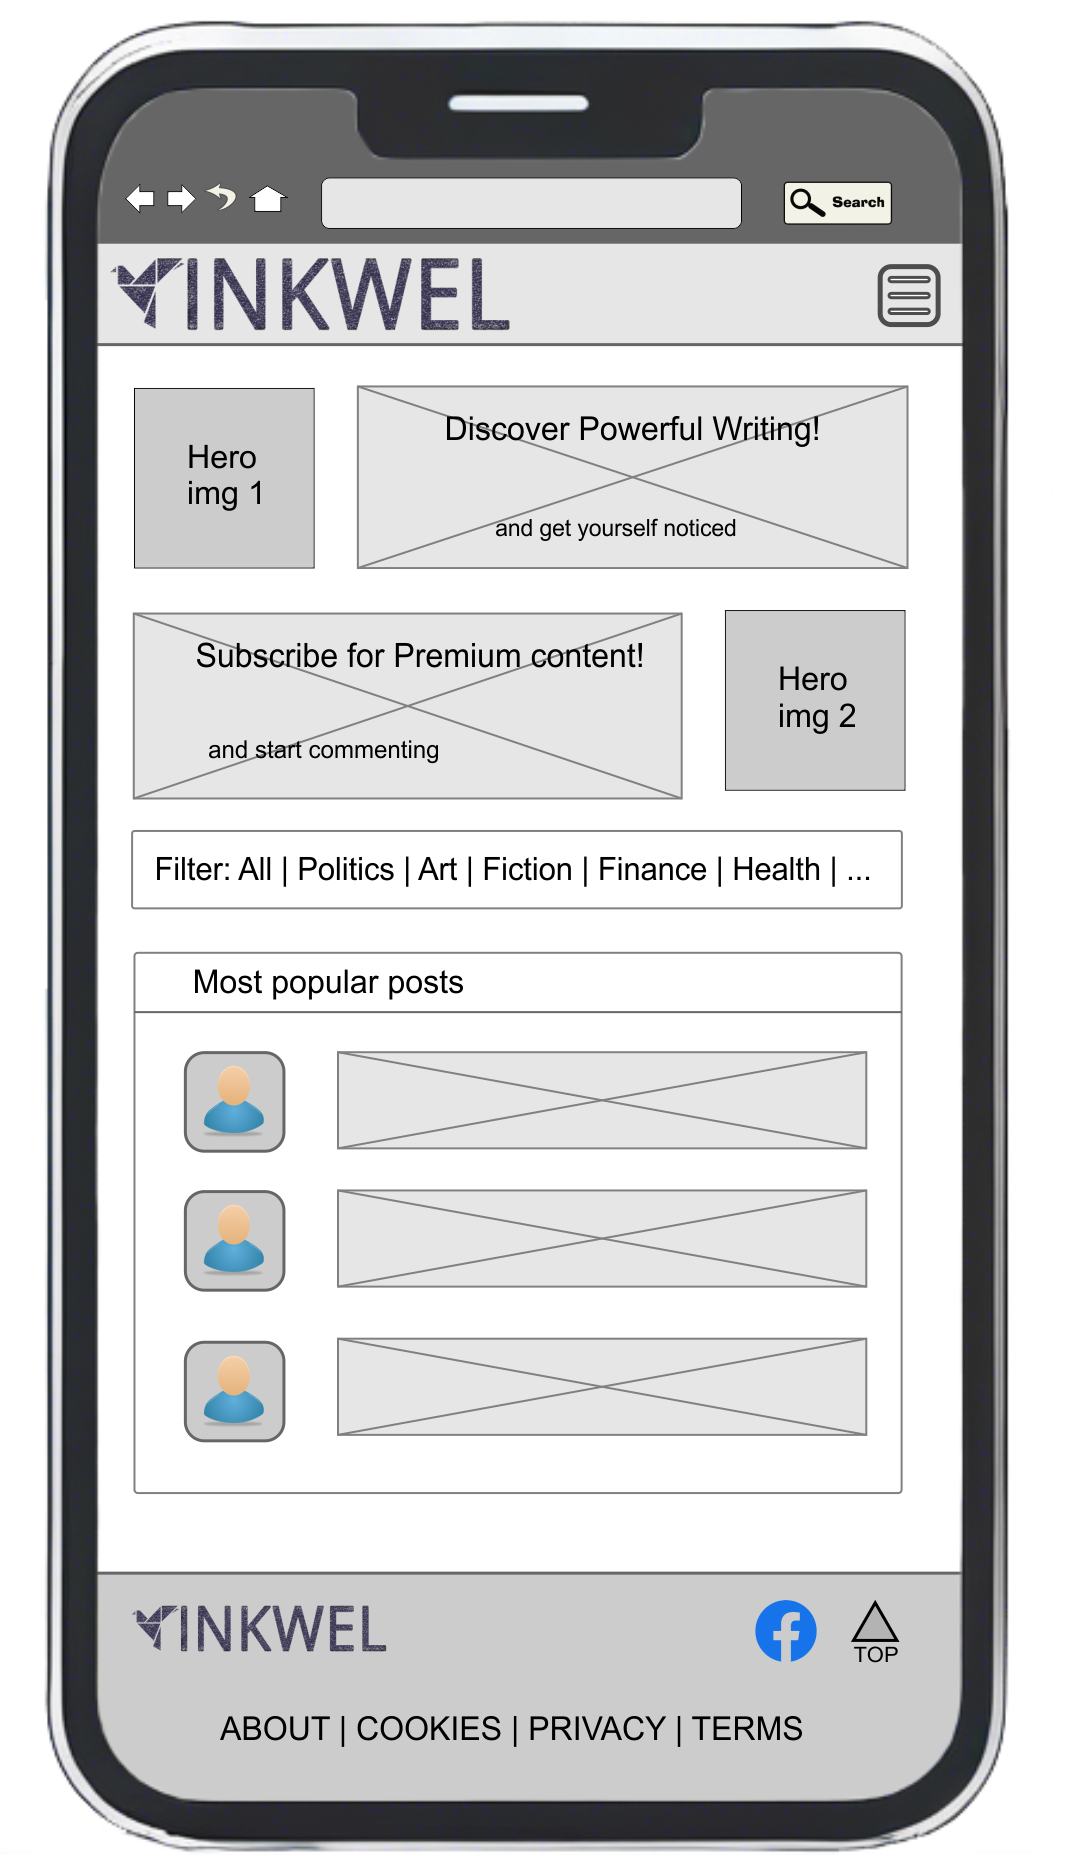 Search
INKWEL
Hero
img 1
Discover Powerful Writing!
and get yourself noticed
Subscribe for Premium content!
and start commenting
Hero
img 2
Filter: All | Politics | Art | Fiction | Finance | Health | ...
Most popular posts
INKWEL
TOP
ABOUT | COOKIES | PRIVACY | TERMS